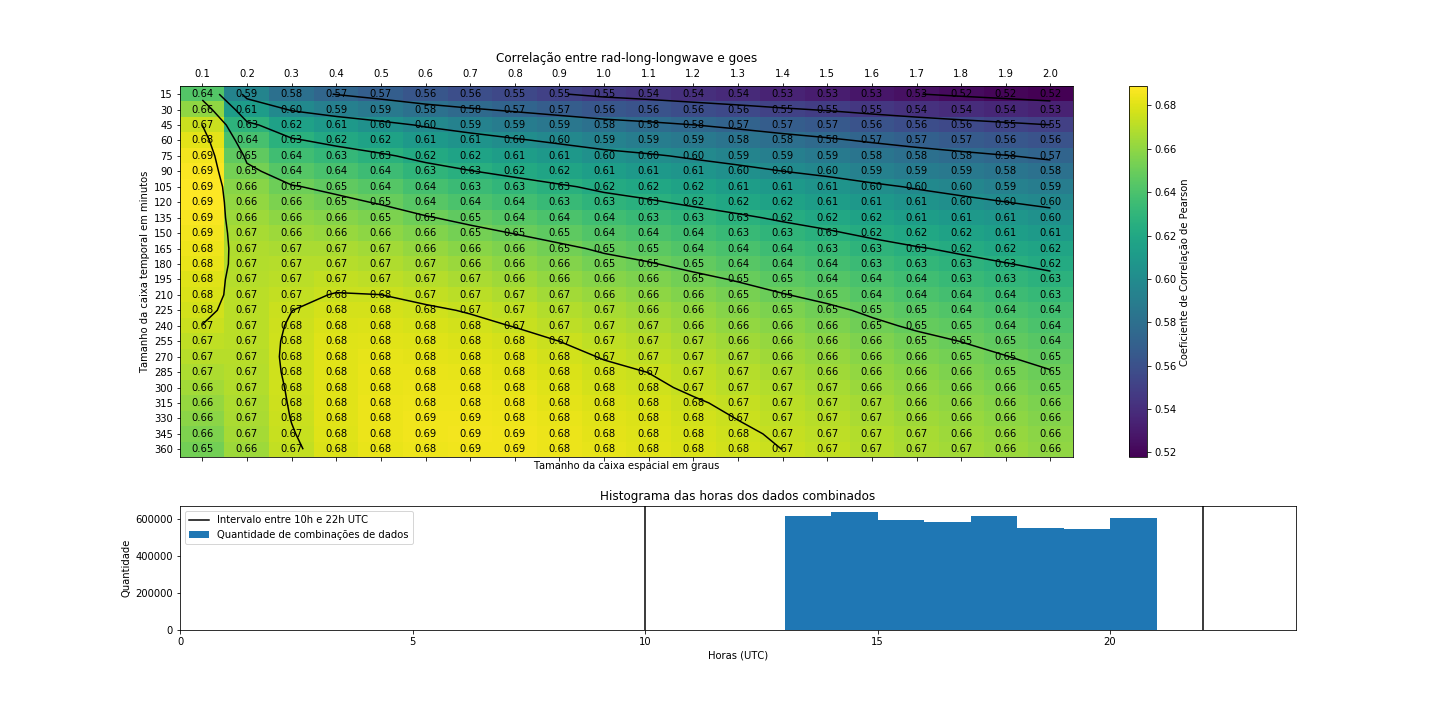 Correlação entre rad-long-longwave e goes
0.1 0.2 0.3 0.4 0.5 0.6 0.7 0.8 0.9 1.0 1.1 1.2 1.3 1.4 1.5 1.6 1.7 1.8 1.9 2.0
15 0.64 0.59 0.58 0.57 0.57 0.56 0.56 0.55 0.55 0.55 0.54 0.54 0.54 0.53 0.53 0.53 0.53 0.52 0.52 0.52
30 0.66 0.61 0.60 0.59 0.59 0.58 0.58 0.57 0.57 0.56 0.56 0.56 0.55 0.55 0.55 0.54 0.54 0.54 0.54 0.53
45 0.67 0.63 0.62 0.61 0.60 0.60 0.59 0.59 0.59 0.58 0.58 0.58 0.57 0.57 0.57 0.56 0.56 0.56 0.55 0.55
60 0.68 0.64 0.63 0.62 0.62 0.61 0.61 0.60 0.60 0.59 0.59 0.59 0.58 0.58 0.58 0.57 0.57 0.57 0.56 0.56
75 0.69 0.65 0.64 0.63 0.63 0.62 0.62 0.61 0.61 0.60 0.60 0.60 0.59 0.59 0.59 0.58 0.58 0.58 0.58 0.57
90 0.69 0.65 0.64 0.64 0.64 0.63 0.63 0.62 0.62 0.61 0.61 0.61 0.60 0.60 0.60 0.59 0.59 0.59 0.58 0.58
105 0.69 0.66 0.65 0.65 0.64 0.64 0.63 0.63 0.63 0.62 0.62 0.62 0.61 0.61 0.61 0.60 0.60 0.60 0.59 0.59
120 0.69 0.66 0.66 0.65 0.65 0.64 0.64 0.64 0.63 0.63 0.63 0.62 0.62 0.62 0.61 0.61 0.61 0.60 0.60 0.60
135 0.69 0.66 0.66 0.66 0.65 0.65 0.65 0.64 0.64 0.64 0.63 0.63 0.63 0.62 0.62 0.62 0.61 0.61 0.61 0.60
150 0.69 0.67 0.66 0.66 0.66 0.66 0.65 0.65 0.65 0.64 0.64 0.64 0.63 0.63 0.63 0.62 0.62 0.62 0.61 0.61
165 0.68 0.67 0.67 0.67 0.67 0.66 0.66 0.66 0.65 0.65 0.65 0.64 0.64 0.64 0.63 0.63 0.63 0.62 0.62 0.62
180 0.68 0.67 0.67 0.67 0.67 0.67 0.66 0.66 0.66 0.65 0.65 0.65 0.64 0.64 0.64 0.63 0.63 0.63 0.63 0.62
195 0.68 0.67 0.67 0.67 0.67 0.67 0.67 0.66 0.66 0.66 0.66 0.65 0.65 0.65 0.64 0.64 0.64 0.63 0.63 0.63
210 0.68 0.67 0.67 0.68 0.68 0.67 0.67 0.67 0.67 0.66 0.66 0.66 0.65 0.65 0.65 0.64 0.64 0.64 0.64 0.63
225 0.68 0.67 0.67 0.68 0.68 0.68 0.67 0.67 0.67 0.67 0.66 0.66 0.66 0.65 0.65 0.65 0.65 0.64 0.64 0.64
240 0.67 0.67 0.68 0.68 0.68 0.68 0.68 0.67 0.67 0.67 0.67 0.66 0.66 0.66 0.66 0.65 0.65 0.65 0.64 0.64
255 0.67 0.67 0.68 0.68 0.68 0.68 0.68 0.68 0.67 0.67 0.67 0.67 0.66 0.66 0.66 0.66 0.65 0.65 0.65 0.64
270 0.67 0.67 0.68 0.68 0.68 0.68 0.68 0.68 0.68 0.67 0.67 0.67 0.67 0.66 0.66 0.66 0.66 0.65 0.65 0.65
285 0.67 0.67 0.68 0.68 0.68 0.68 0.68 0.68 0.68 0.68 0.67 0.67 0.67 0.67 0.66 0.66 0.66 0.66 0.65 0.65
300 0.66 0.67 0.68 0.68 0.68 0.68 0.68 0.68 0.68 0.68 0.68 0.67 0.67 0.67 0.67 0.66 0.66 0.66 0.66 0.65
315 0.66 0.67 0.68 0.68 0.68 0.68 0.68 0.68 0.68 0.68 0.68 0.68 0.67 0.67 0.67 0.67 0.66 0.66 0.66 0.66
330 0.66 0.67 0.68 0.68 0.68 0.69 0.69 0.68 0.68 0.68 0.68 0.68 0.67 0.67 0.67 0.67 0.67 0.66 0.66 0.66
345 0.66 0.67 0.67 0.68 0.68 0.69 0.69 0.69 0.68 0.68 0.68 0.68 0.68 0.67 0.67 0.67 0.67 0.66 0.66 0.66
360 0.65 0.66 0.67 0.68 0.68 0.68 0.69 0.69 0.68 0.68 0.68 0.68 0.68 0.67 0.67 0.67 0.67 0.67 0.66 0.66
Tamanho da caixa temporal em minutos
Tamanho da caixa espacial em graus
0.68
0.66
0.64
0.62
0.60
0.58
0.56
0.54
0.52
Coeficiente de Correlação de Pearson
Histograma das horas dos dados combinados
Intervalo entre 10h e 22h UTC
Quantidade de combinações de dados
600000
400000
200000
0
Quantidade
0 5 10 15 20
Horas (UTC)